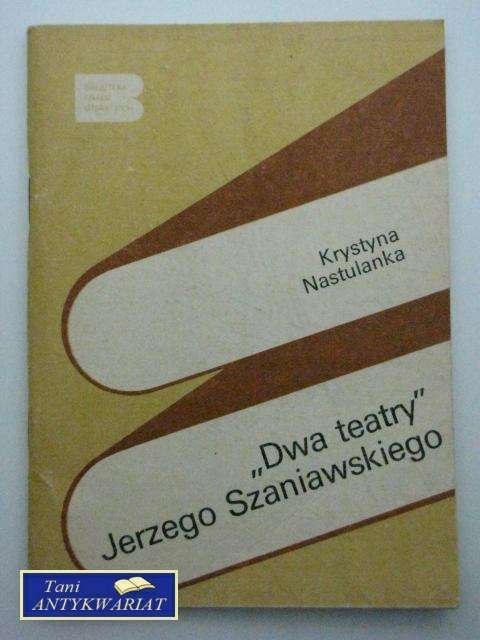 Krystyna
Nastulanka
„Dwa teatry”
Jerzego Szaniawskiego
Tani
ANTYKWARIAT